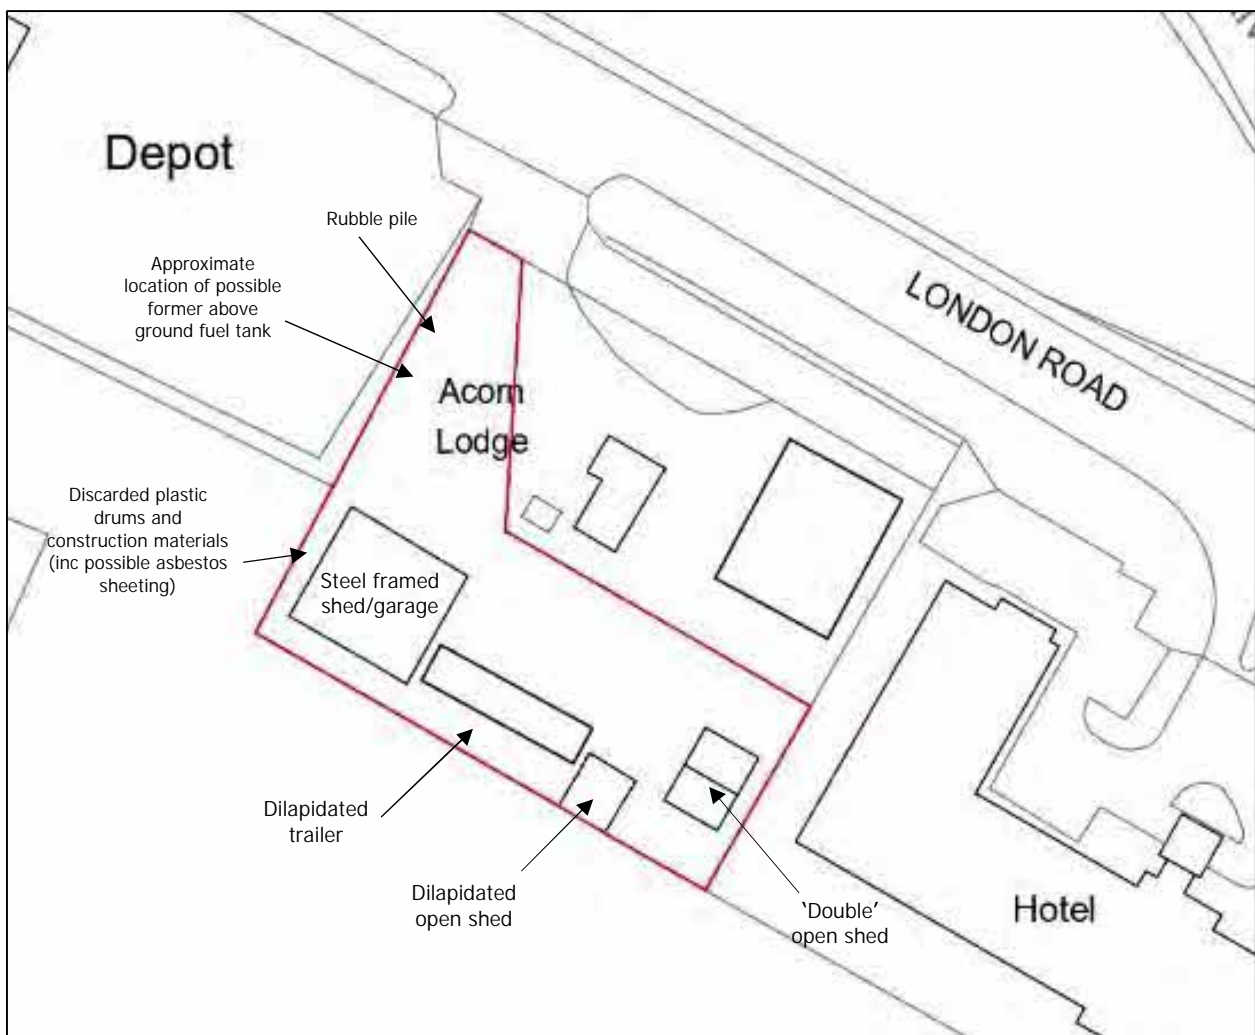 Depot
Rubble pile
Approximate
location of possible
former above
ground fuel tank
LONDON ROAD
Acorn
Lodge
Discarded plastic
drums and
construction materials
(inc possible asbestos
sheeting)
Steel framed
shed/garage
Dilapidated
trailer
Dilapidated
open shed
‘Double’
open shed
Hotel